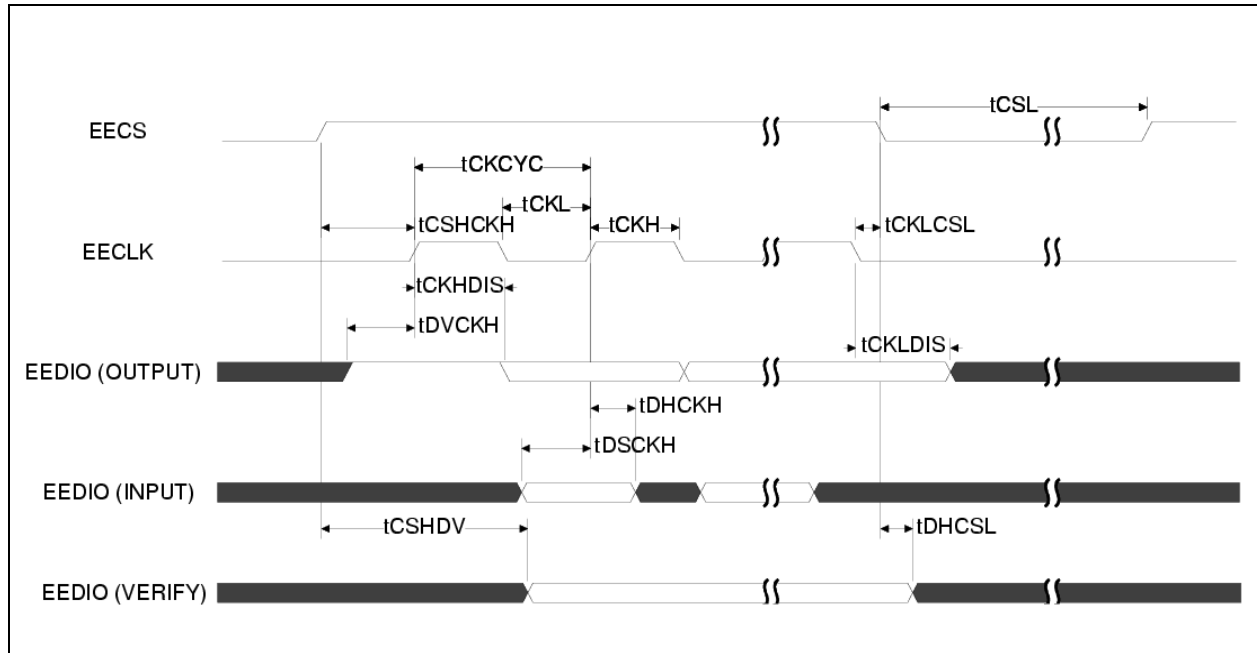 tCSL
EECS
tCKCYC
tCKL
tCSHCKH
tCKH
tCKLCSL
EECLK
tCKHDIS
tDVCKH
tCKLDIS
EEDIO (OUTPUT)
tDHCKH
tDSCKH
EEDIO (INPUT)
tCSHDV
tDHCSL
EEDIO (VERIFY)